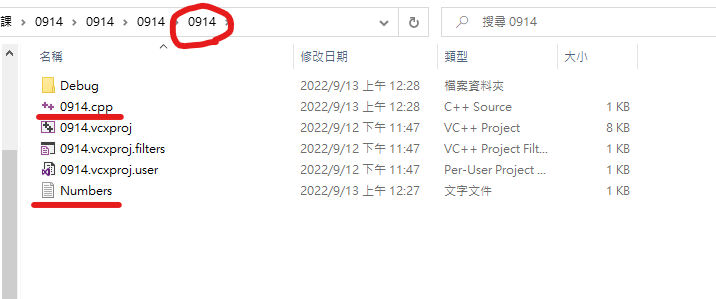 課 > 0914 > 0914 > 0914 > 0914 > 搜尋 0914
名稱 修改日期 類型 大小
Debug 2022/9/13 上午 12:28 檔案資料夾
0914.cpp 2022/9/13 上午 12:28 C++ Source 1 KB
0914.vcxproj 2022/9/12 下午 11:47 VC++ Project 8 KB
0914.vcxproj.filters 2022/9/12 下午 11:47 VC++ Project Filt... 1 KB
0914.vcxproj.user 2022/9/12 下午 11:47 Per-User Project ... 1 KB
Numbers 2022/9/13 上午 12:27 文字文件 1 KB